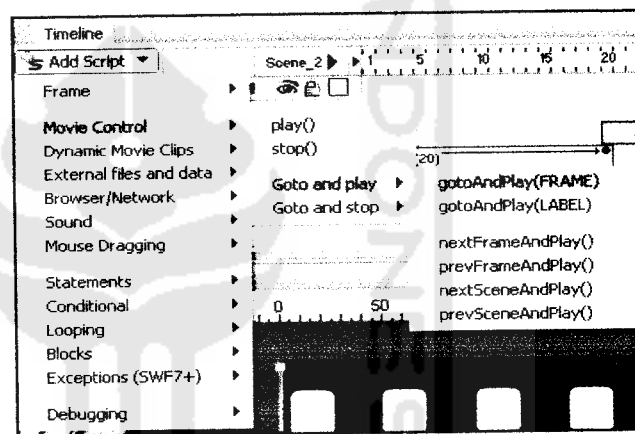 Timeline
Add Script
Scene_2 1 5 10 15 20
Frame
Movie Control
play()
Dynamic Movie Clips
stop()
20)
External files and data
Goto and play
gotoAndPlay(FRAME)
Browser/Network
Goto and stop
gotoAndPlay(LABEL)
Sound
Mouse Dragging
nextFrameAndPlay()
prevFrameAndPlay()
Statements
nextSceneAndPlay()
Conditional
0 50
prevSceneAndPlay()
Looping
Blocks
Exceptions (SWF7+)
Debugging